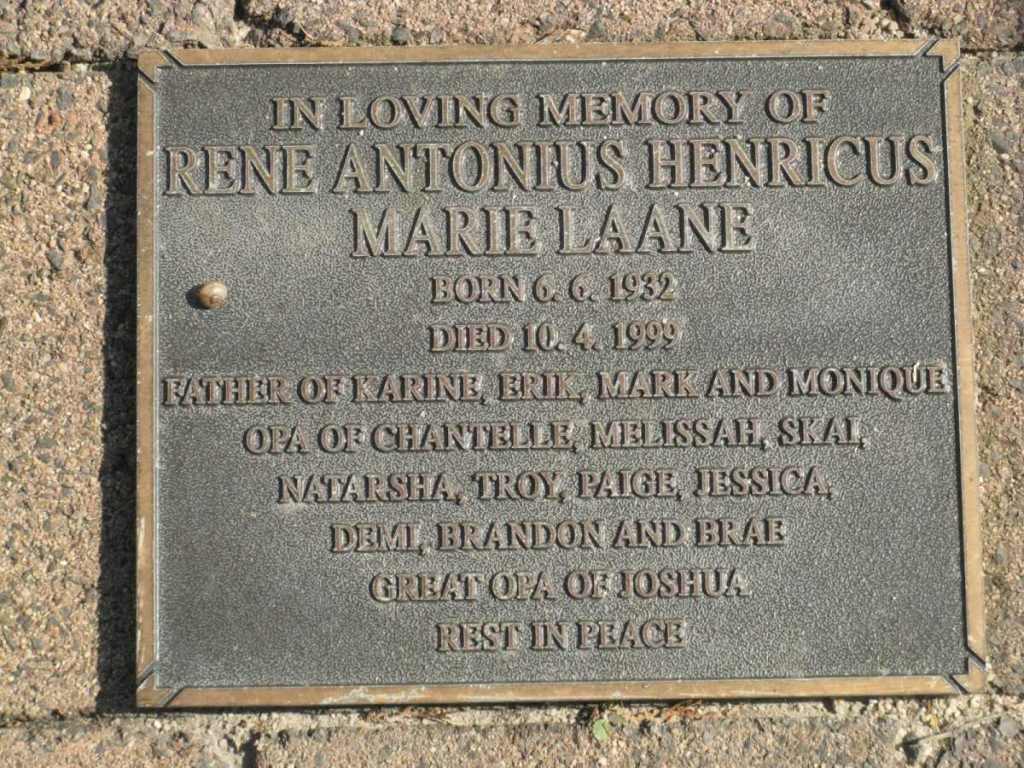 IN LOVING MEMORY OF
RENE ANTONIUS HENRICUS
MARIE LAANE
BORN 6. 6. 1932
DIED 10. 4. 1999
FATHER OF KARINE, ERIK, MARK AND MONIQUE
OPA OF CHANTELLE, MELISSAH, SKAI,
NATARSHA, TROY, PAIGE, JESSICA,
DEMI, BRANDON AND BRAE
GREAT OPA OF JOSHUA
REST IN PEACE